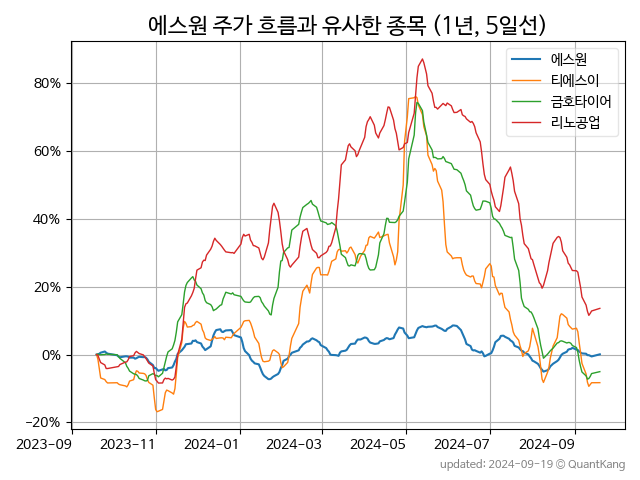 에스원 주가 흐름과 유사한 종목 (1년, 5일선)
에스원
티에스이
금호타이어
리노공업
80%
60%
40%
20%
0%
−20%
2023-09
2023-11
2024-01
2024-03
2024-05
2024-07
2024-09
updated: 2024-09-19 © QuantKang